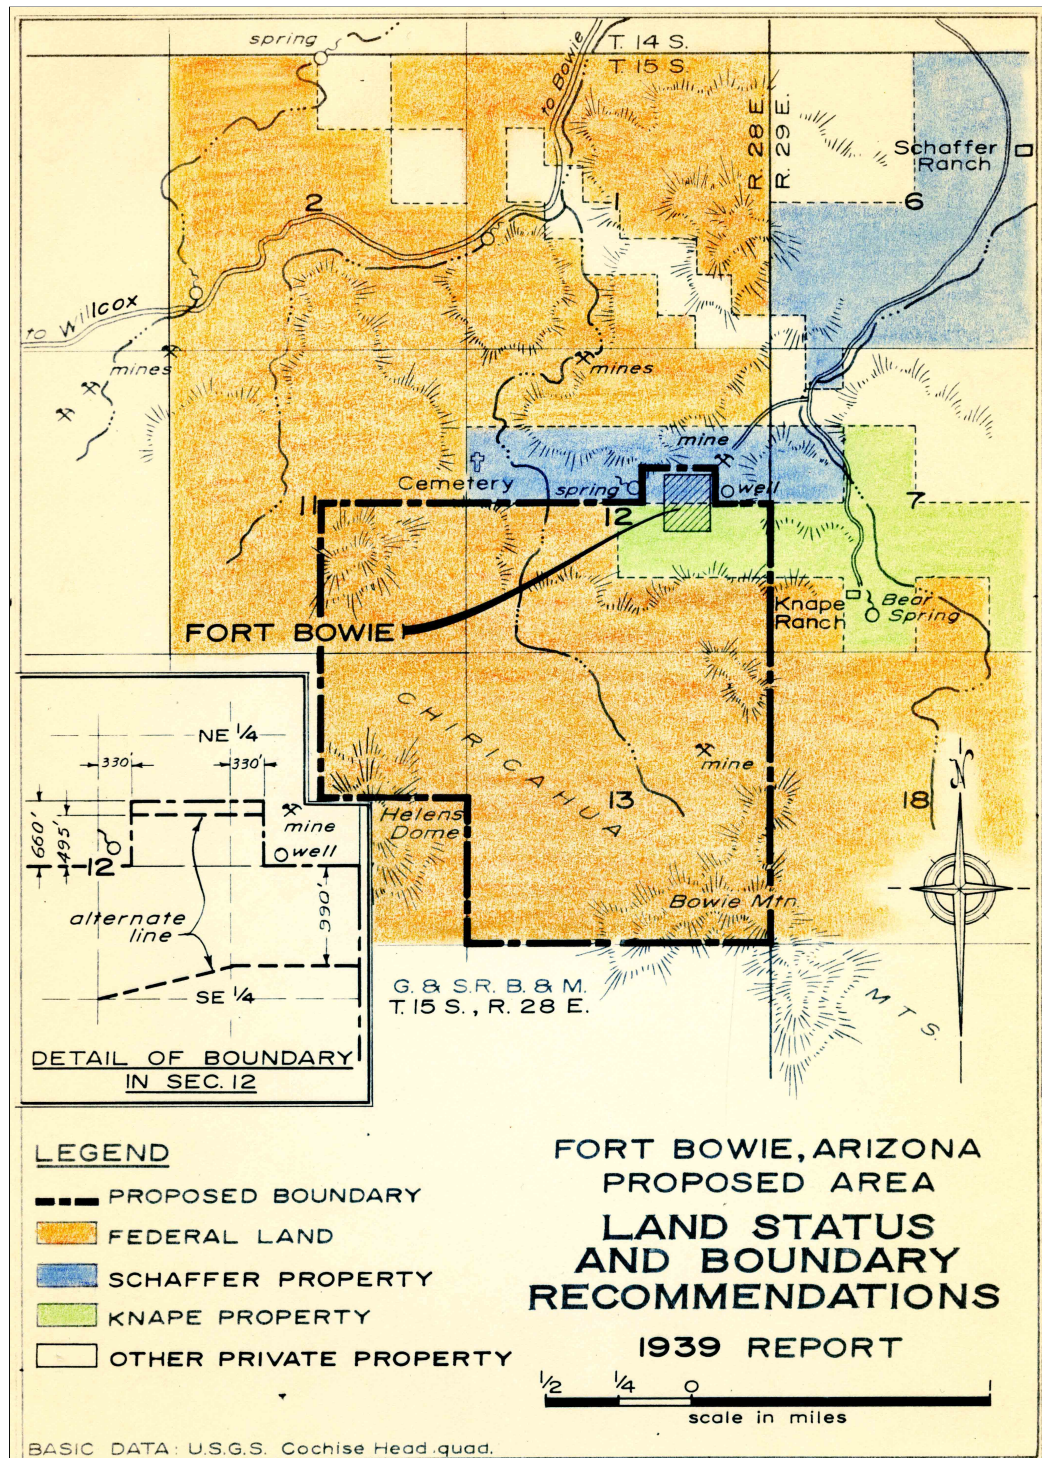 spring
T. 14 S.
T. 15 S.
to Bowie
R. 28 E.
R. 29 E.
Schaffer
Ranch
2
1
6
to Willcox
mines
mines
mine
Cemetery
spring
well
11
12
7
Knape
Ranch
Bear
Spring
FORT BOWIE
CHIRICAHUA
mine
13
18
Helens
Dome
Bowie Mtn
N
MTS.
G. & S.R. B. & M.
T. 15 S., R. 28 E.
NE 1/4
330'
330'
660'
495'
mine
well
12
990'
alternate
line
SE 1/4
DETAIL OF BOUNDARY
IN SEC. 12
LEGEND
PROPOSED BOUNDARY
FEDERAL LAND
SCHAFFER PROPERTY
KNAPE PROPERTY
OTHER PRIVATE PROPERTY
FORT BOWIE, ARIZONA
PROPOSED AREA
LAND STATUS
AND BOUNDARY
RECOMMENDATIONS
1939 REPORT
1/2 1/4 0 1
scale in miles
BASIC DATA: U.S.G.S. Cochise Head quad.